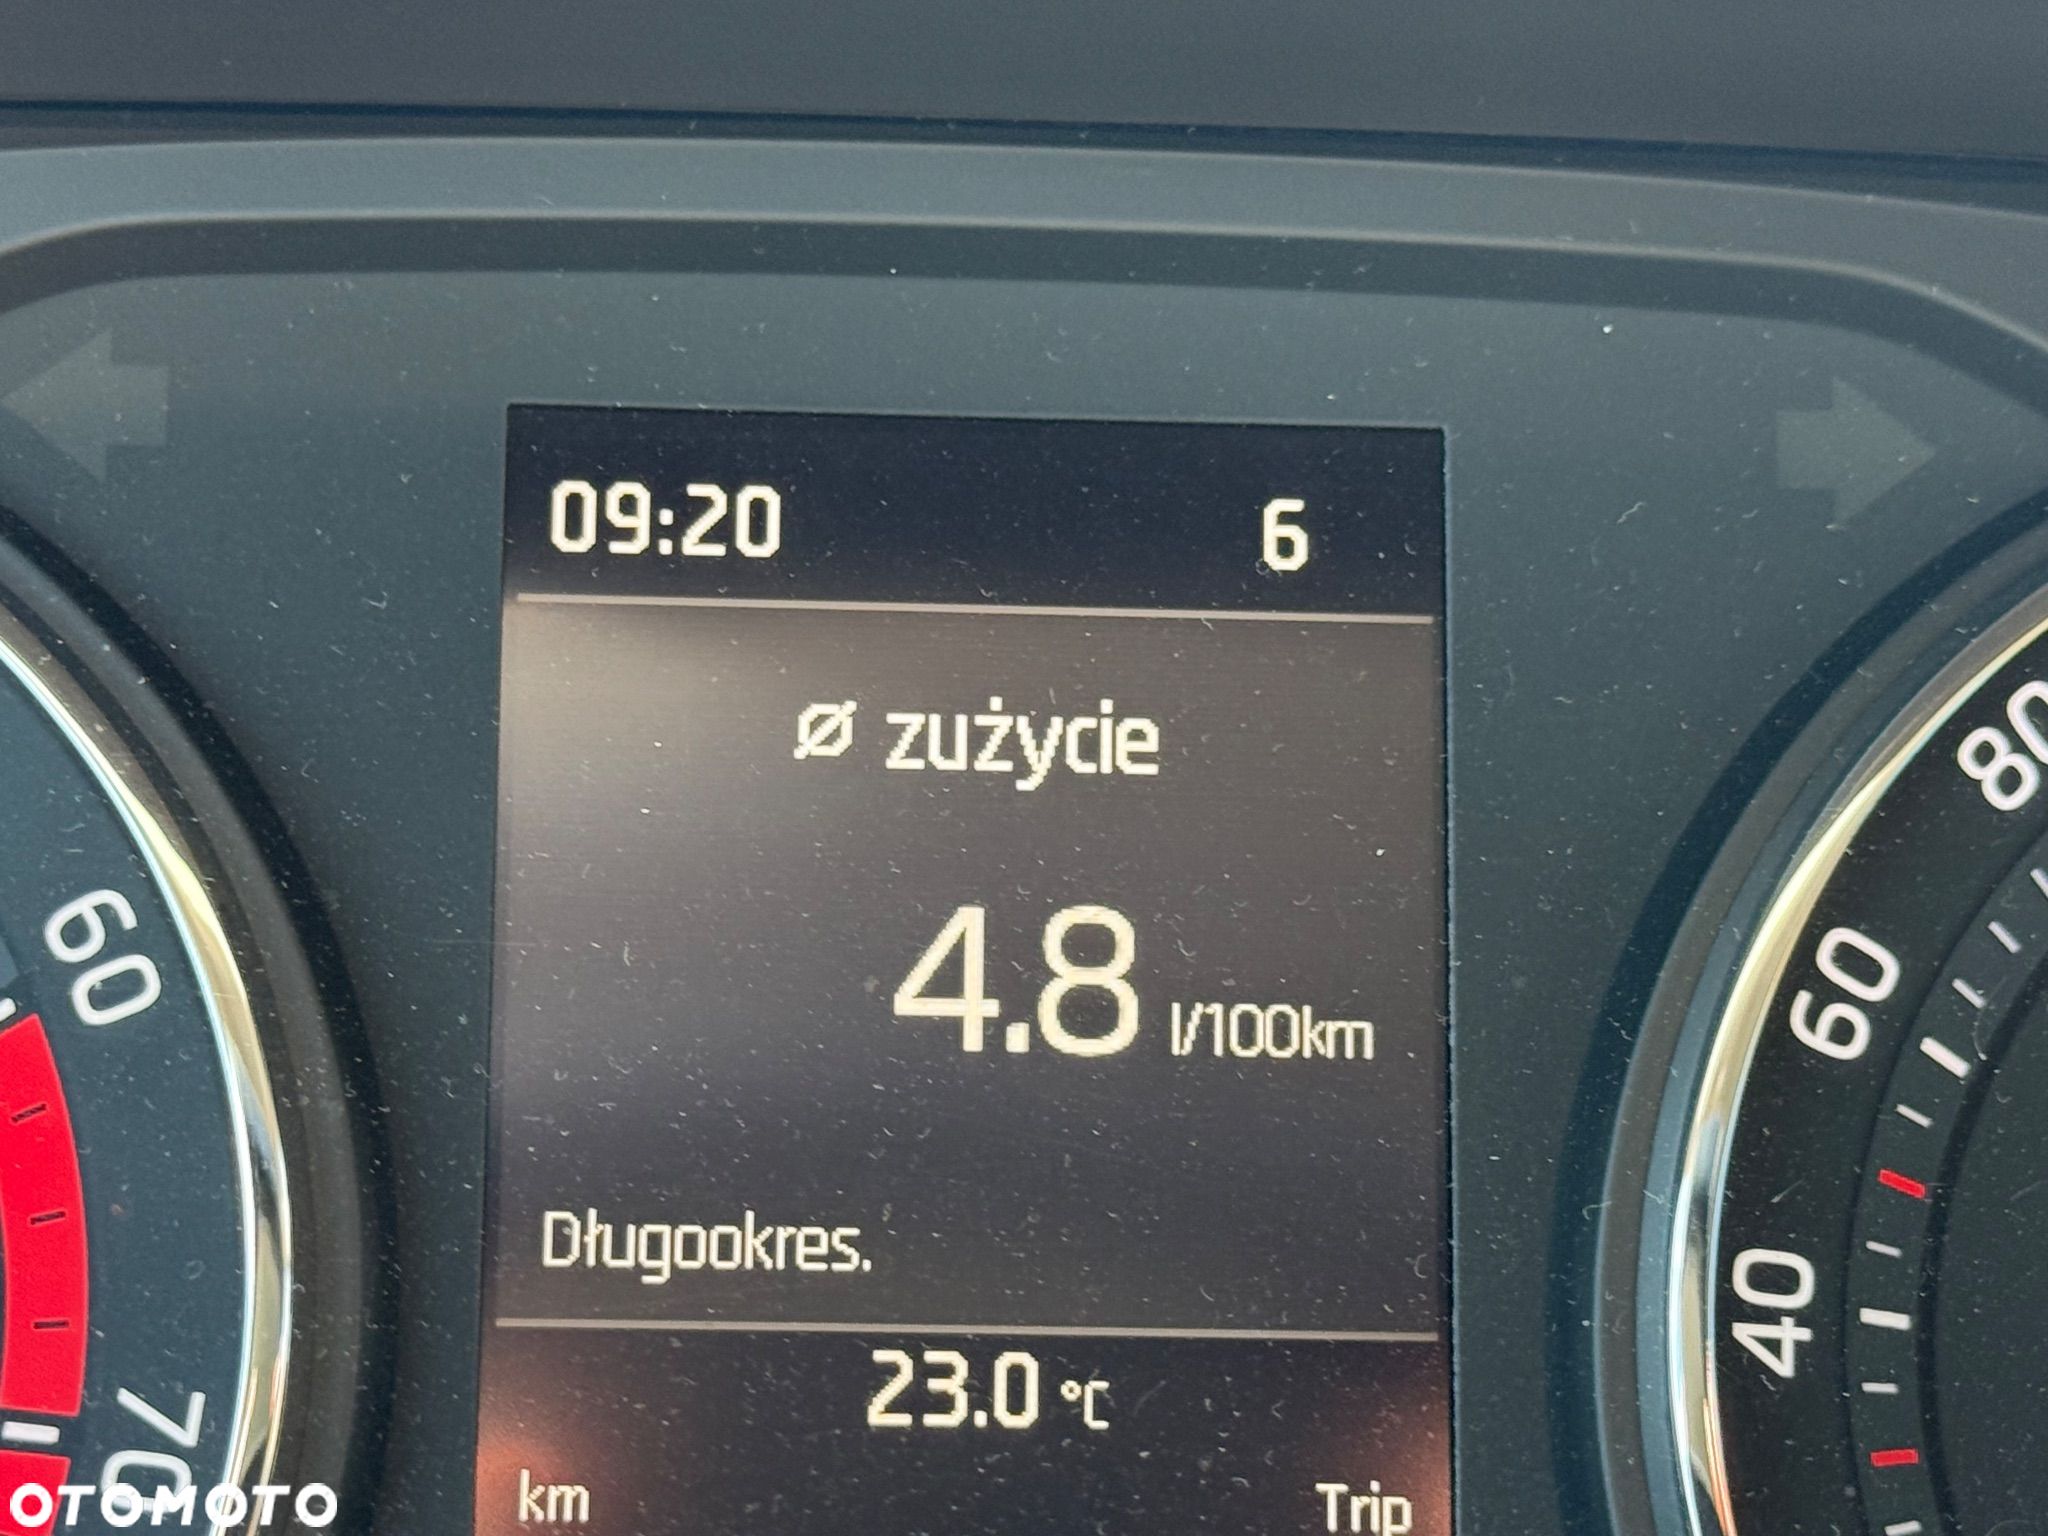 09:20 6
Ø zużycie
4.8 l/100km
Długookres.
23.0 °C
km Trip
60
70
80
60
40
OTOMOTO